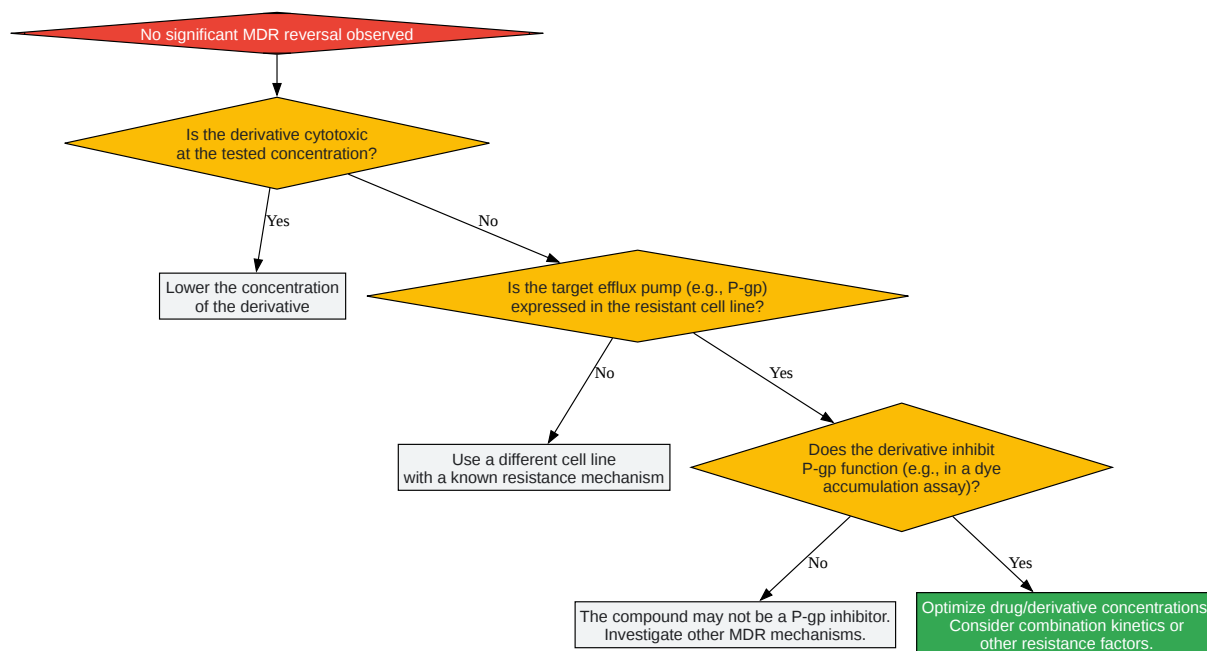 No significant MDR reversal observed
Is the derivative cytotoxic
at the tested concentration?
Yes
No
Lower the concentration
of the derivative
Is the target efflux pump (e.g., P-gp)
expressed in the resistant cell line?
No
Yes
Use a different cell line
with a known resistance mechanism
Does the derivative inhibit
P-gp function (e.g., in a dye
accumulation assay)?
No
Yes
The compound may not be a P-gp inhibitor.
Investigate other MDR mechanisms.
Optimize drug/derivative concentrations.
Consider combination kinetics or
other resistance factors.